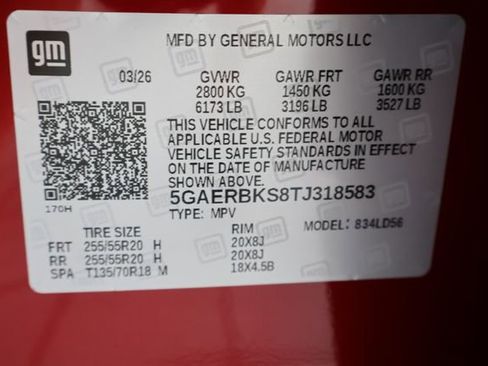 gm
MFD BY GENERAL MOTORS LLC
03/26 GVWR GAWR FRT GAWR RR
2800 KG 1450 KG 1600 KG
6173 LB 3196 LB 3527 LB
THIS VEHICLE CONFORMS TO ALL
APPLICABLE U.S. FEDERAL MOTOR
VEHICLE SAFETY STANDARDS IN EFFECT
ON THE DATE OF MANUFACTURE
SHOWN ABOVE.
5GAERBKS8TJ318583
170H TYPE: MPV MODEL: 834LD56
TIRE SIZE RIM
FRT 255/55R20 H 20X8J
RR 255/55R20 H 20X8J
SPA T135/70R18 M 18X4.5B